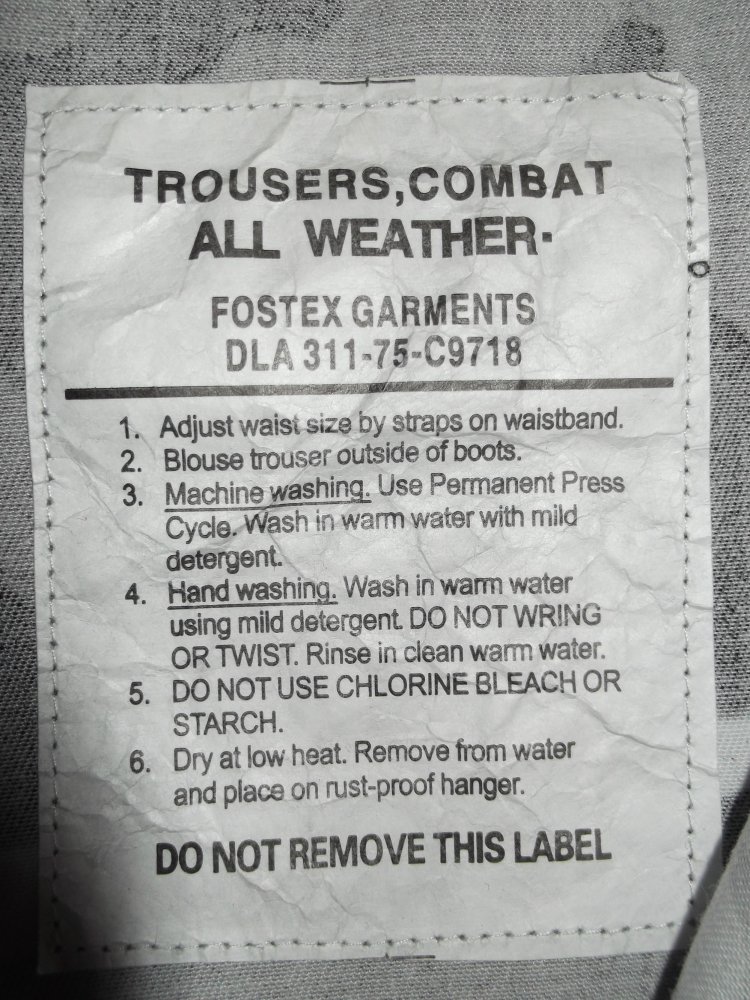 TROUSERS,COMBAT
ALL WEATHER·
FOSTEX GARMENTS
DLA 311-75-C9718
1. Adjust waist size by straps on waistband.
2. Blouse trouser outside of boots.
3. Machine washing. Use Permanent Press
Cycle. Wash in warm water with mild
detergent.
4. Hand washing. Wash in warm water
using mild detergent. DO NOT WRING
OR TWIST. Rinse in clean warm water.
5. DO NOT USE CHLORINE BLEACH OR
STARCH.
6. Dry at low heat. Remove from water
and place on rust-proof hanger.
DO NOT REMOVE THIS LABEL